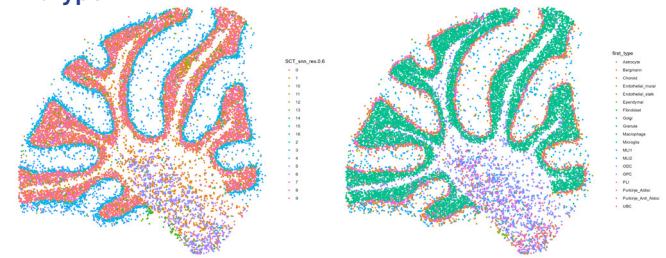 SCT_snn_res.0.6
0
1
10
11
12
13
14
15
16
2
3
4
5
6
7
8
9
first_type
Astrocyte
Bergmann
Choroid
Endothelial_mural
Endothelial_stalk
Ependymal
Fibroblast
Golgi
Granule
Macrophage
Microglia
MLI1
MLI2
ODC
OPC
PLI
Purkinje_Aldoc
Purkinje_Anti_Aldoc
UBC